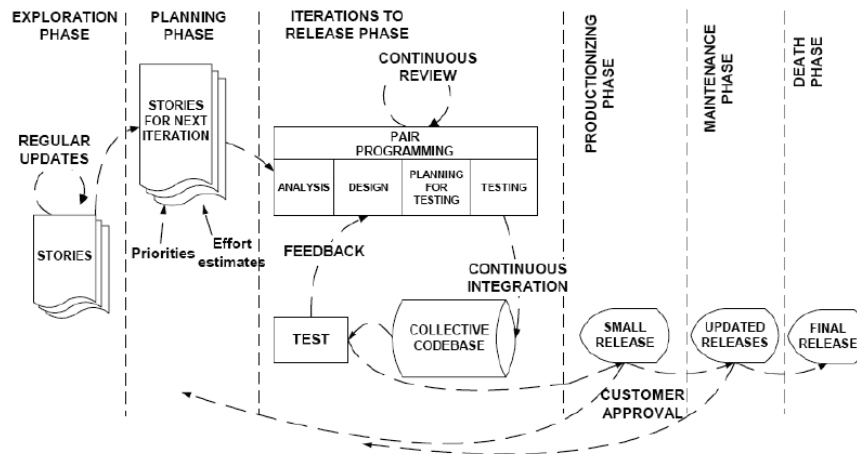 EXPLORATION
PHASE
PLANNING
PHASE
ITERATIONS TO
RELEASE PHASE
PRODUCTIONIZING
PHASE
MAINTENANCE
PHASE
DEATH
PHASE
CONTINUOUS
REVIEW
STORIES
FOR NEXT
ITERATION
REGULAR
UPDATES
PAIR
PROGRAMMING
ANALYSIS
DESIGN
PLANNING
FOR
TESTING
TESTING
STORIES
Priorities
Effort
estimates
FEEDBACK
CONTINUOUS
INTEGRATION
TEST
COLLECTIVE
CODEBASE
SMALL
RELEASE
UPDATED
RELEASES
FINAL
RELEASE
CUSTOMER
APPROVAL